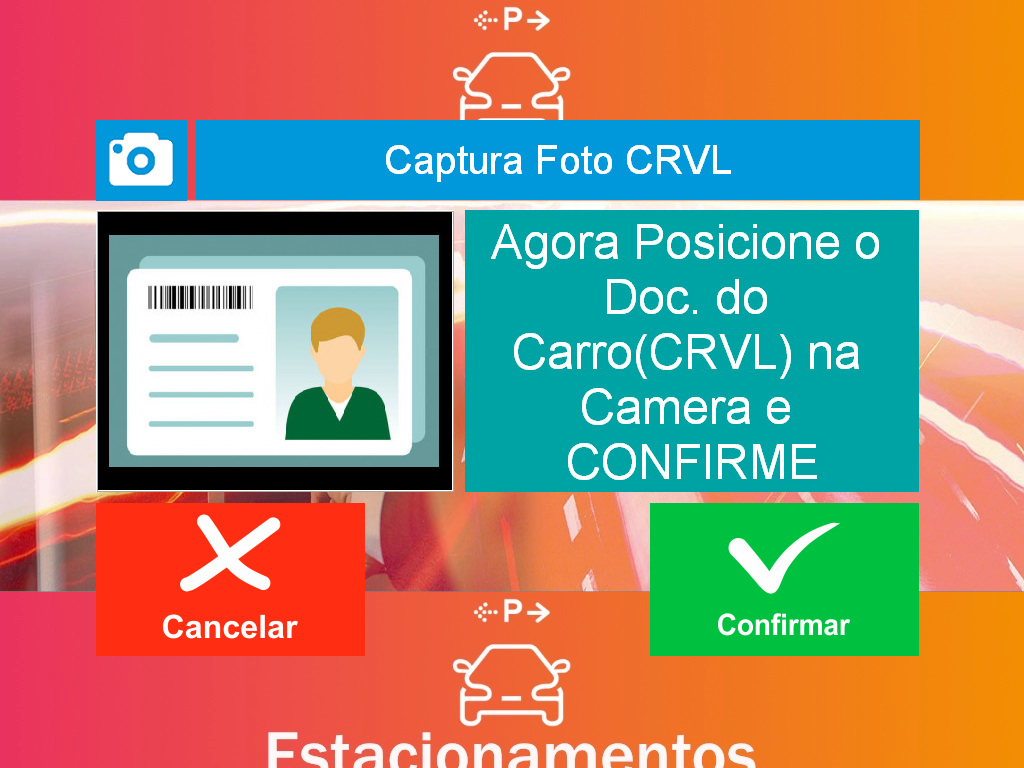 P
Captura Foto CRVL
Agora Posicione o
Doc. do
Carro(CRVL) na
Camera e
CONFIRME
Cancelar
Confirmar
P
Estacionamentos